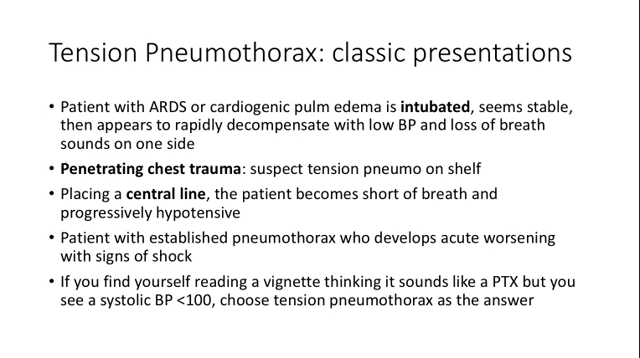 Tension Pneumothorax: classic presentations
• Patient with ARDS or cardiogenic pulm edema is intubated, seems stable,
then appears to rapidly decompensate with low BP and loss of breath
sounds on one side
• Penetrating chest trauma: suspect tension pneumo on shelf
• Placing a central line, the patient becomes short of breath and
progressively hypotensive
• Patient with established pneumothorax who develops acute worsening
with signs of shock
• If you find yourself reading a vignette thinking it sounds like a PTX but you
see a systolic BP <100, choose tension pneumothorax as the answer